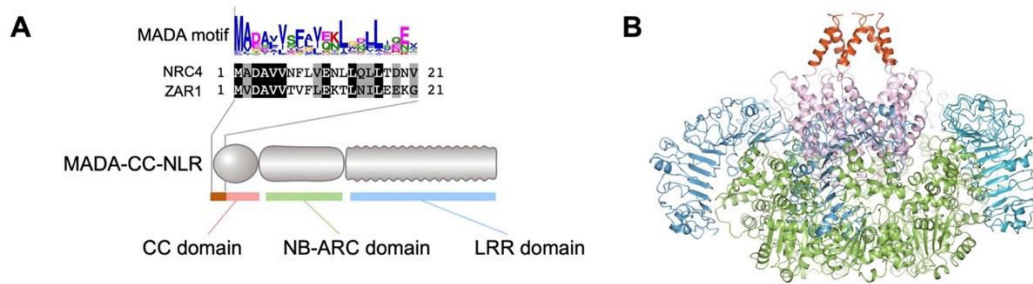 A
MADA motif
NRC4 1 MADAVVNFLVENLLQLLTDNV 21
ZAR1 1 MVDAVVTVFLEKTLNILEEKG 21
MADA-CC-NLR
CC domain NB-ARC domain LRR domain
B